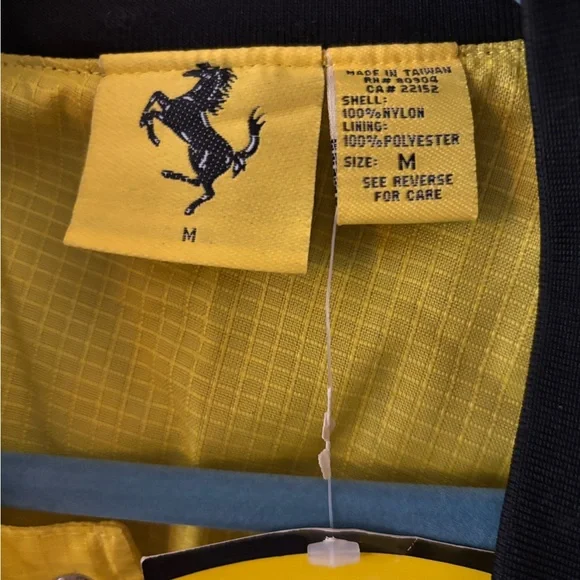 M
MADE IN TAIWAN
RN# 80904
CA# 22152
SHELL:
100%NYLON
LINING:
100%POLYESTER
SIZE: M
SEE REVERSE
FOR CARE